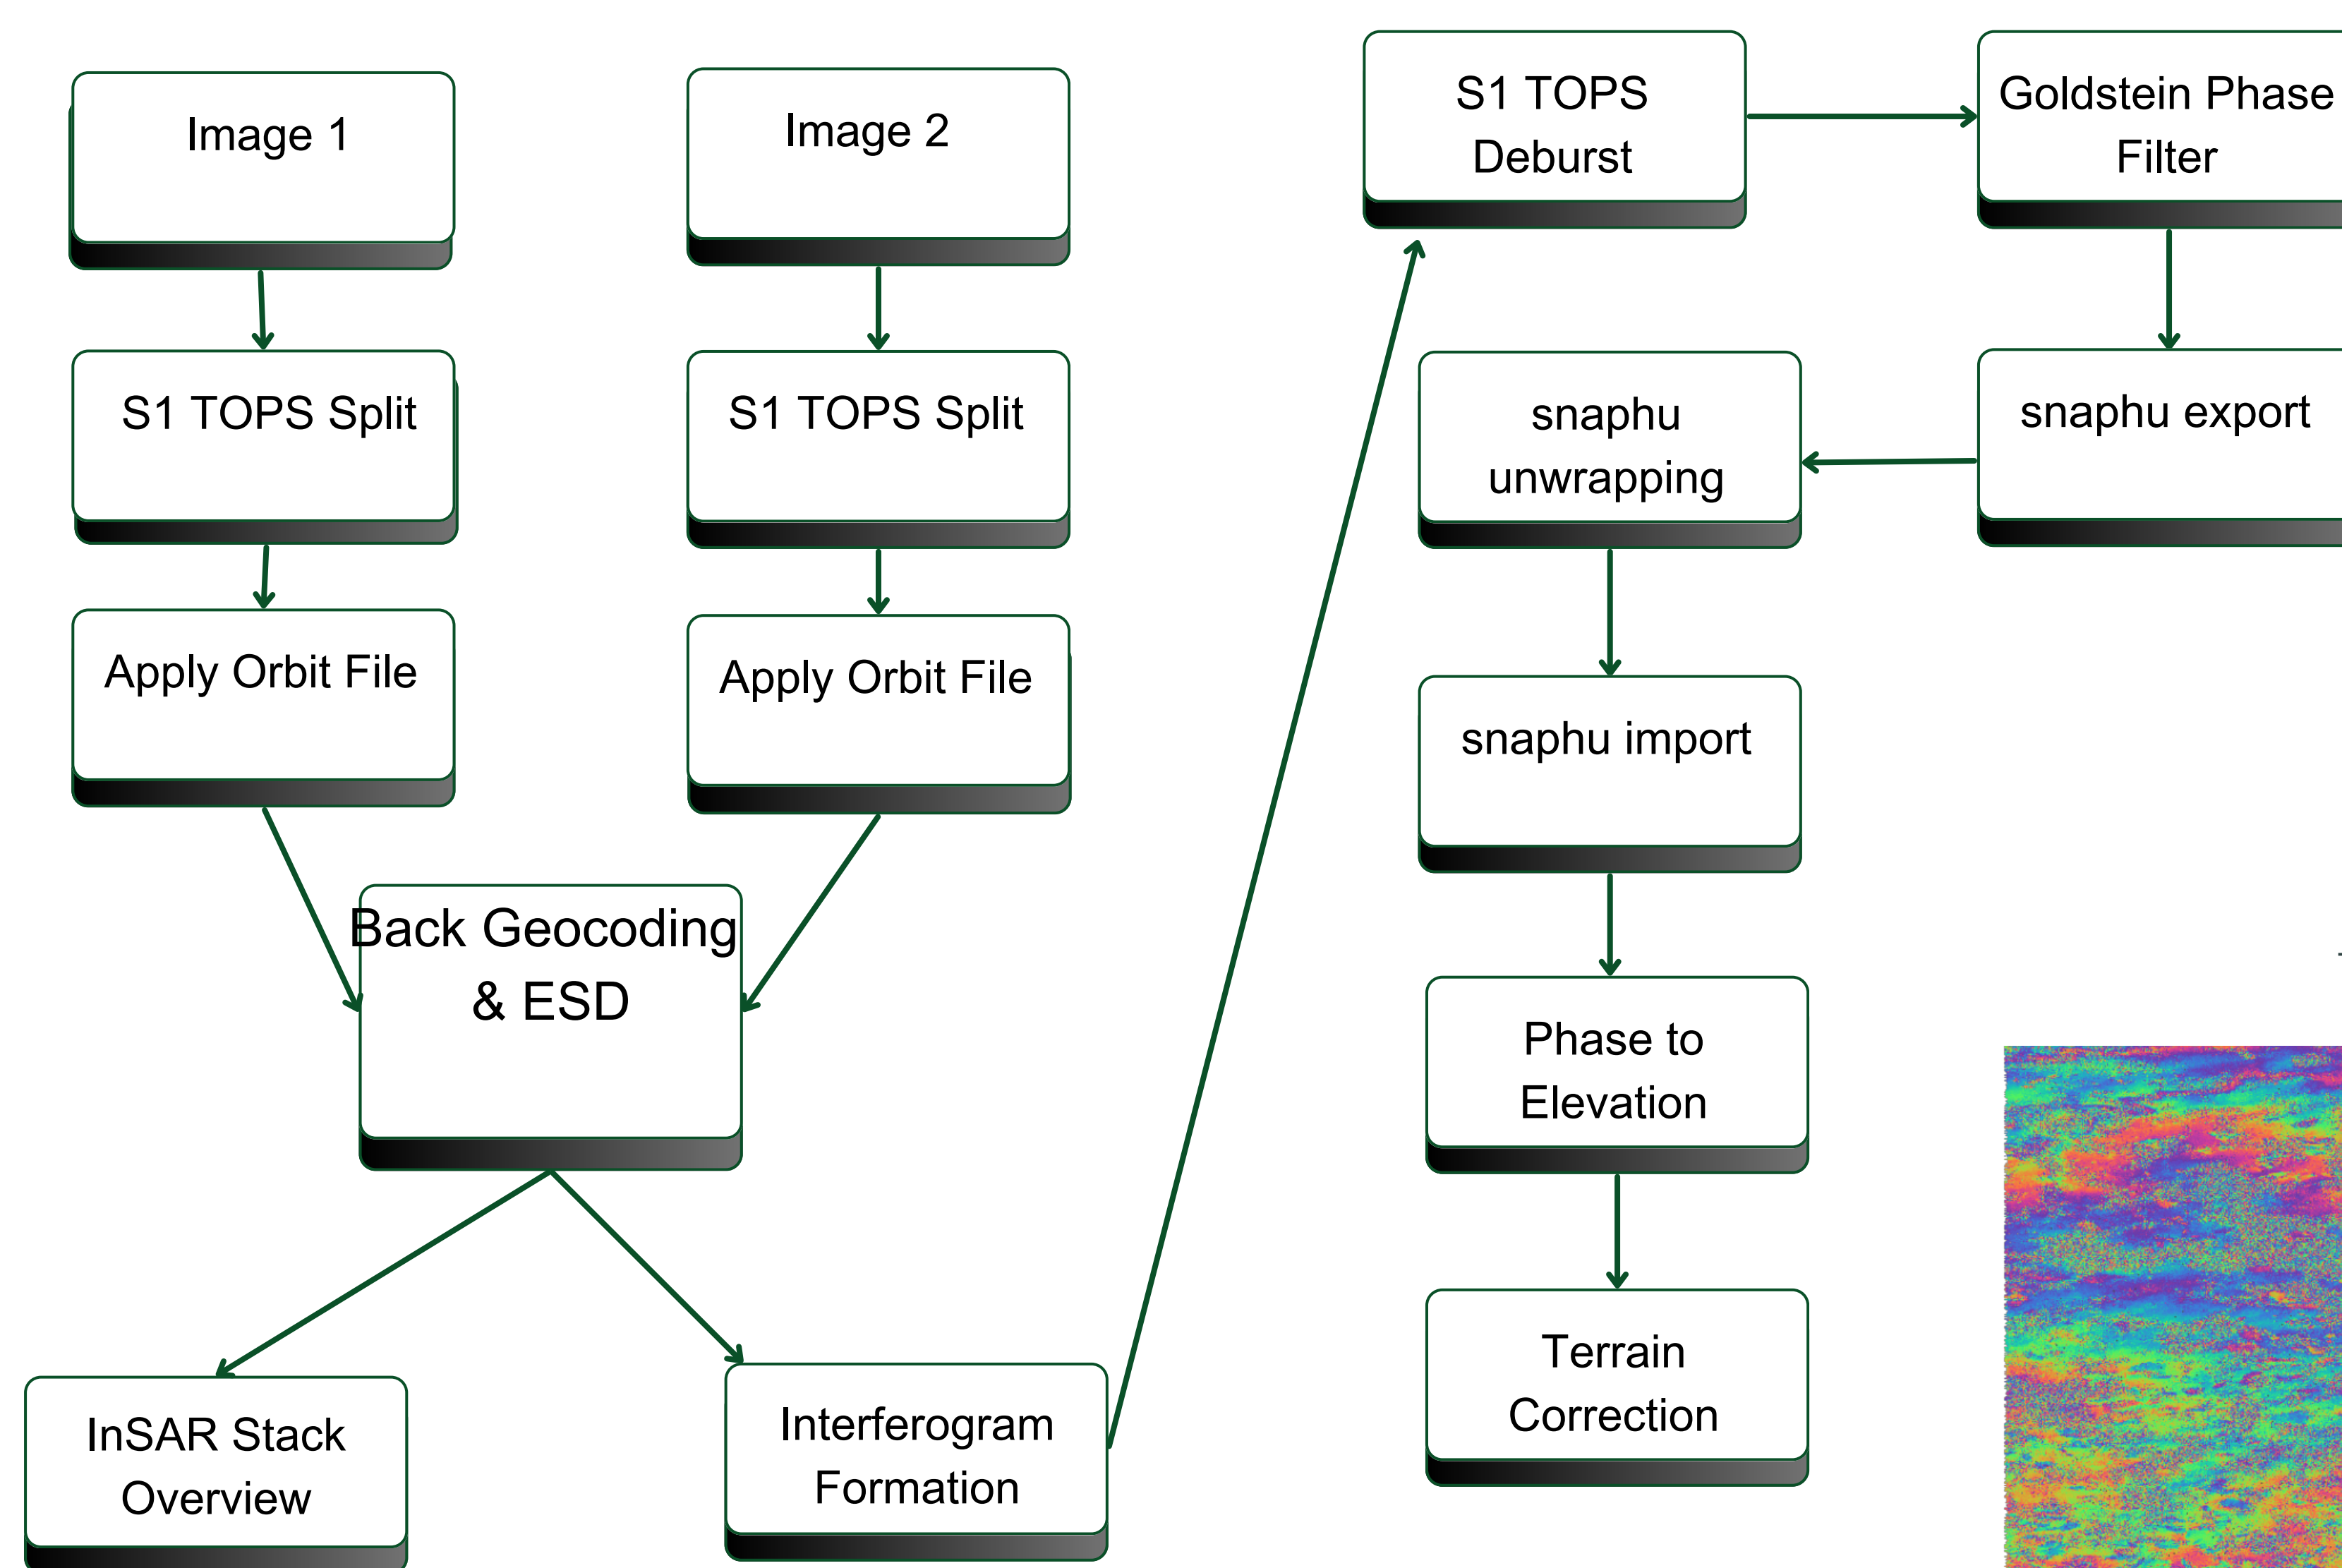 Image 1
S1 TOPS Split
Apply Orbit File
Image 2
S1 TOPS Split
Apply Orbit File
Back Geocoding
& ESD
InSAR Stack
Overview
Interferogram
Formation
S1 TOPS
Deburst
Goldstein Phase
Filter
snaphu export
snaphu
unwrapping
snaphu import
Phase to
Elevation
Terrain
Correction